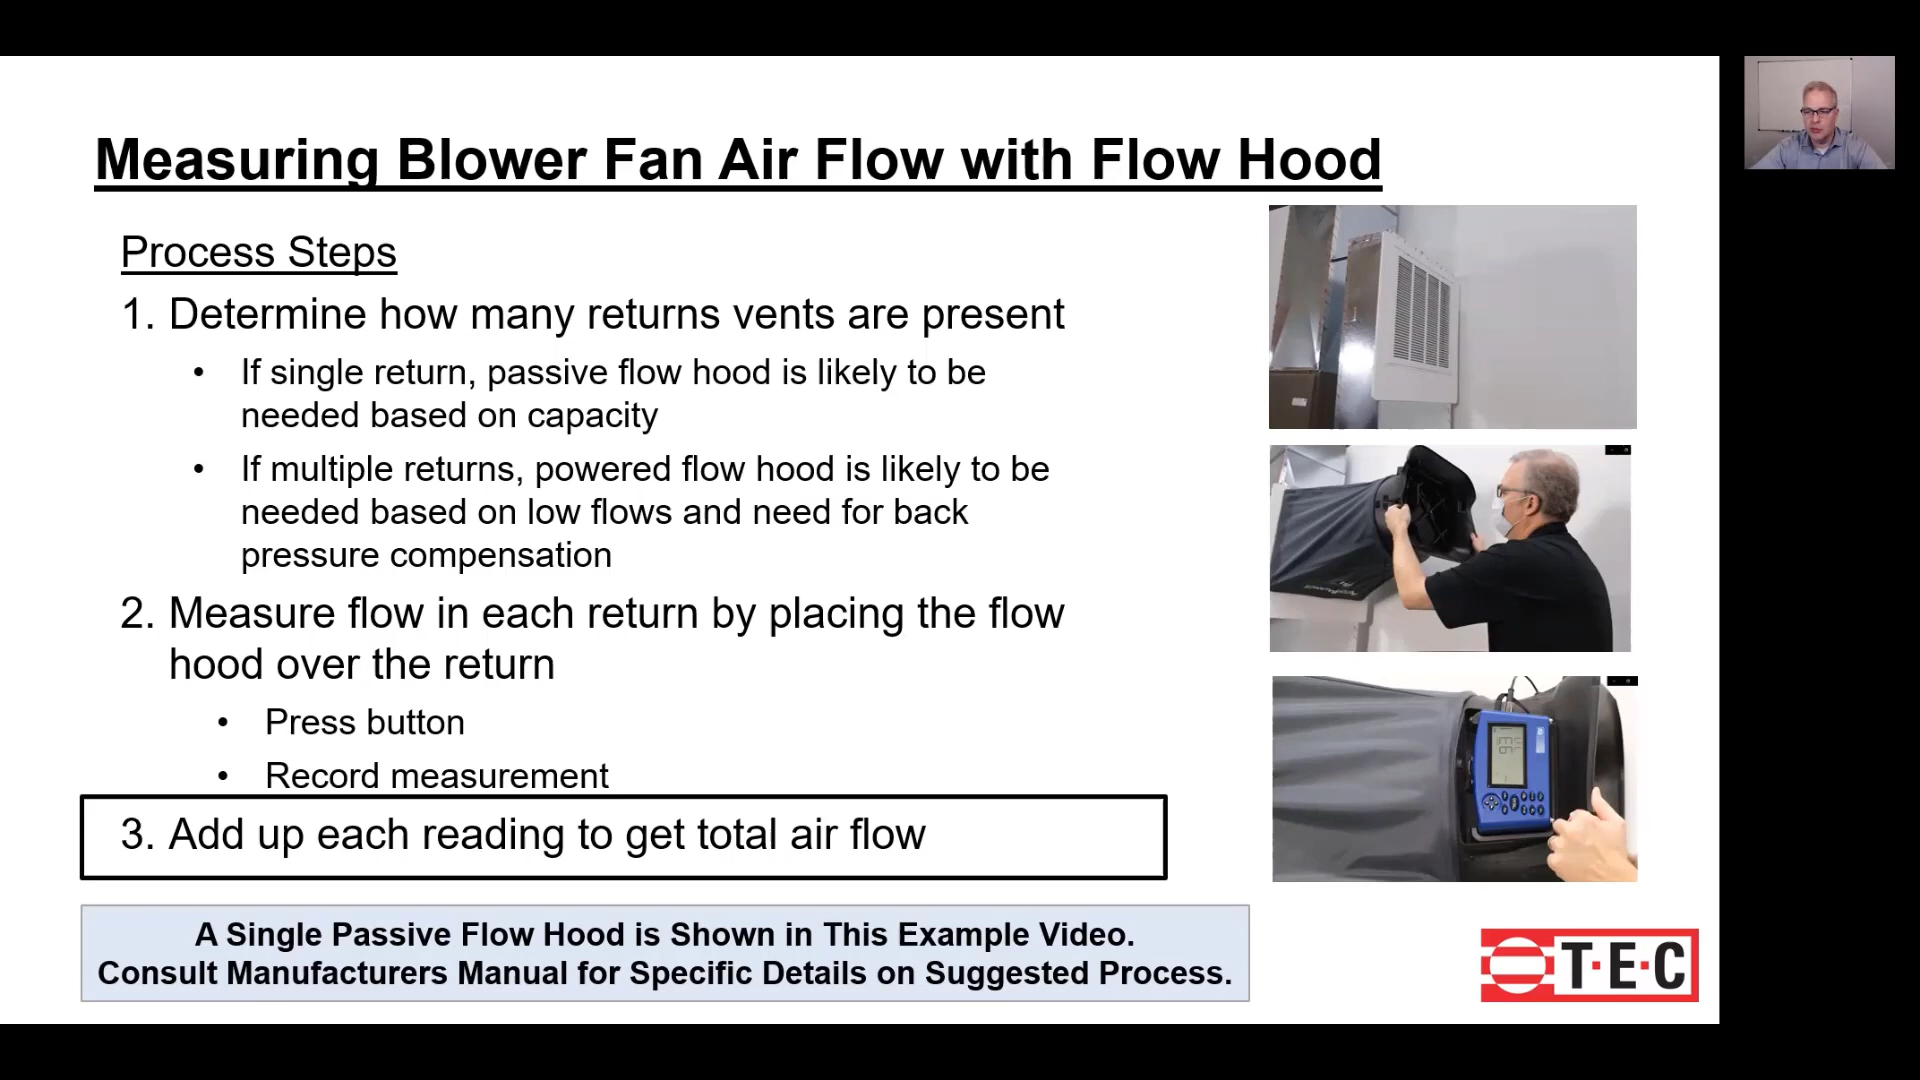 Measuring Blower Fan Air Flow with Flow Hood
Process Steps
1. Determine how many returns vents are present
• If single return, passive flow hood is likely to be
needed based on capacity
• If multiple returns, powered flow hood is likely to be
needed based on low flows and need for back
pressure compensation
2. Measure flow in each return by placing the flow
hood over the return
• Press button
• Record measurement
3. Add up each reading to get total air flow
A Single Passive Flow Hood is Shown in This Example Video.
Consult Manufacturers Manual for Specific Details on Suggested Process.
T·E·C